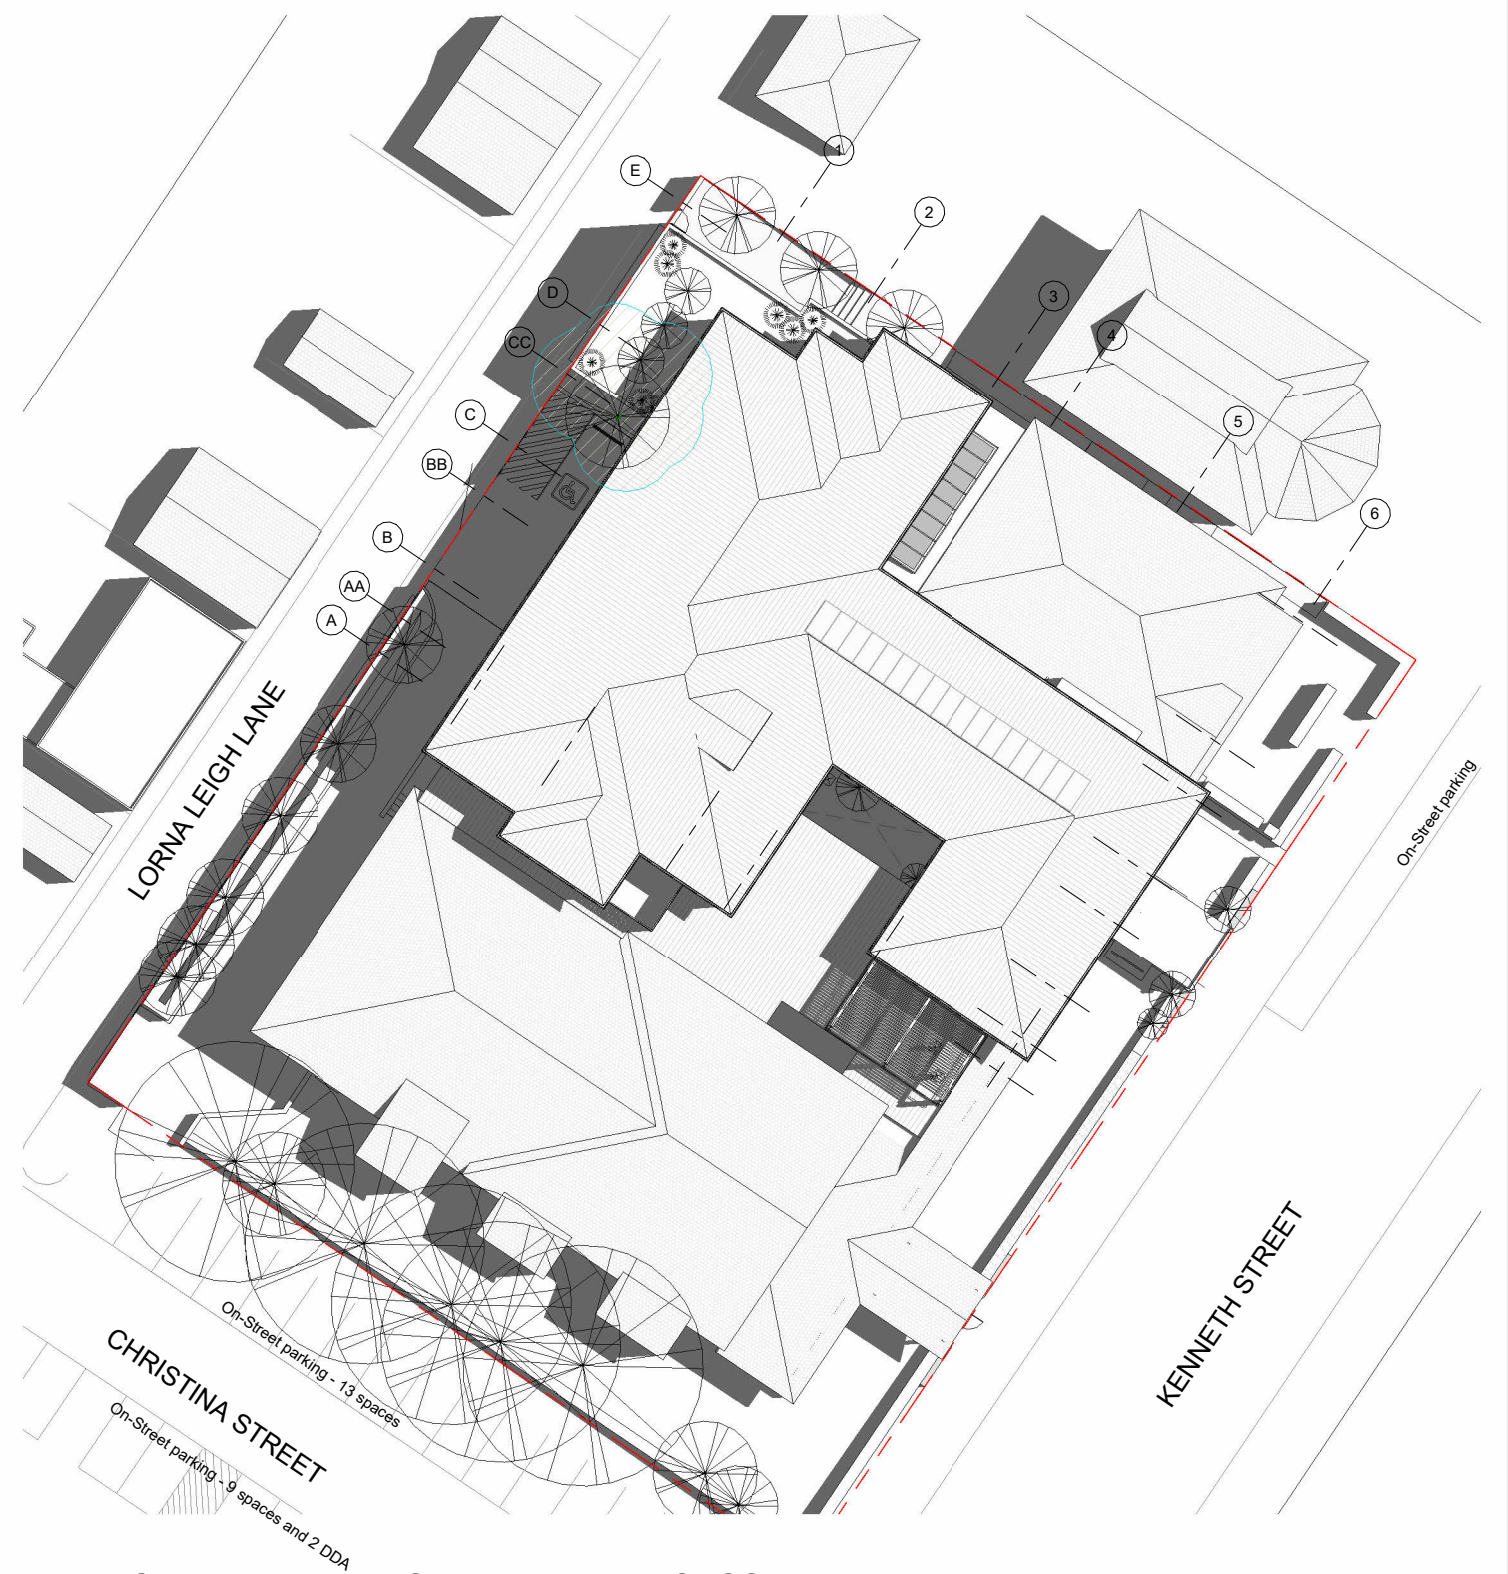 1
E
2
D
3
CC
4
C
5
BB
6
B
AA
A
LORNA LEIGH LANE
On-Street parking
KENNETH STREET
On-Street parking - 13 spaces
CHRISTINA STREET
On-Street parking - 9 spaces and 2 DDA